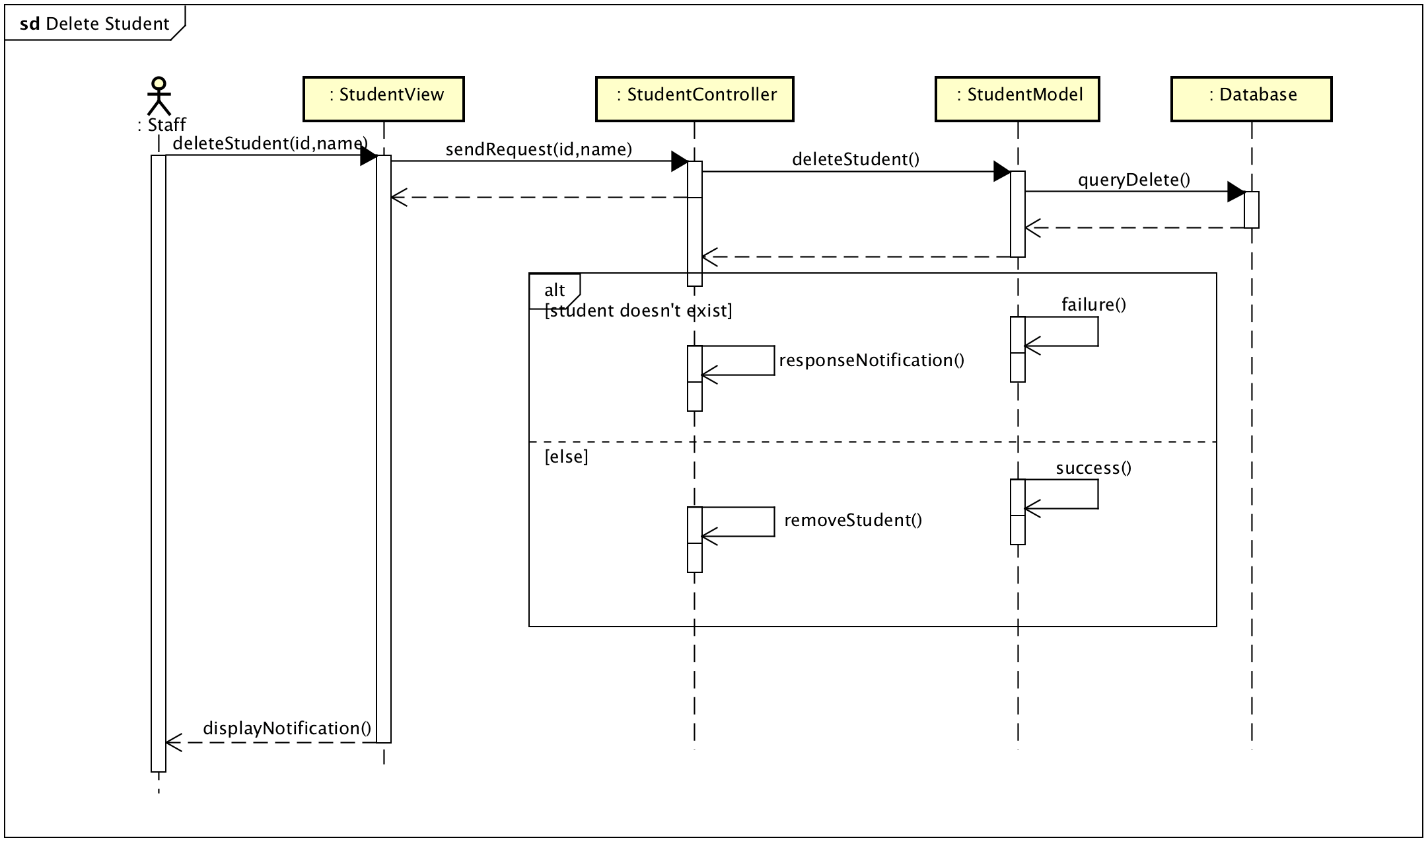 sd Delete Student
: Staff
: StudentView
: StudentController
: StudentModel
: Database
deleteStudent(id,name)
sendRequest(id,name)
deleteStudent()
queryDelete()
alt
[student doesn't exist]
failure()
responseNotification()
[else]
success()
removeStudent()
displayNotification()